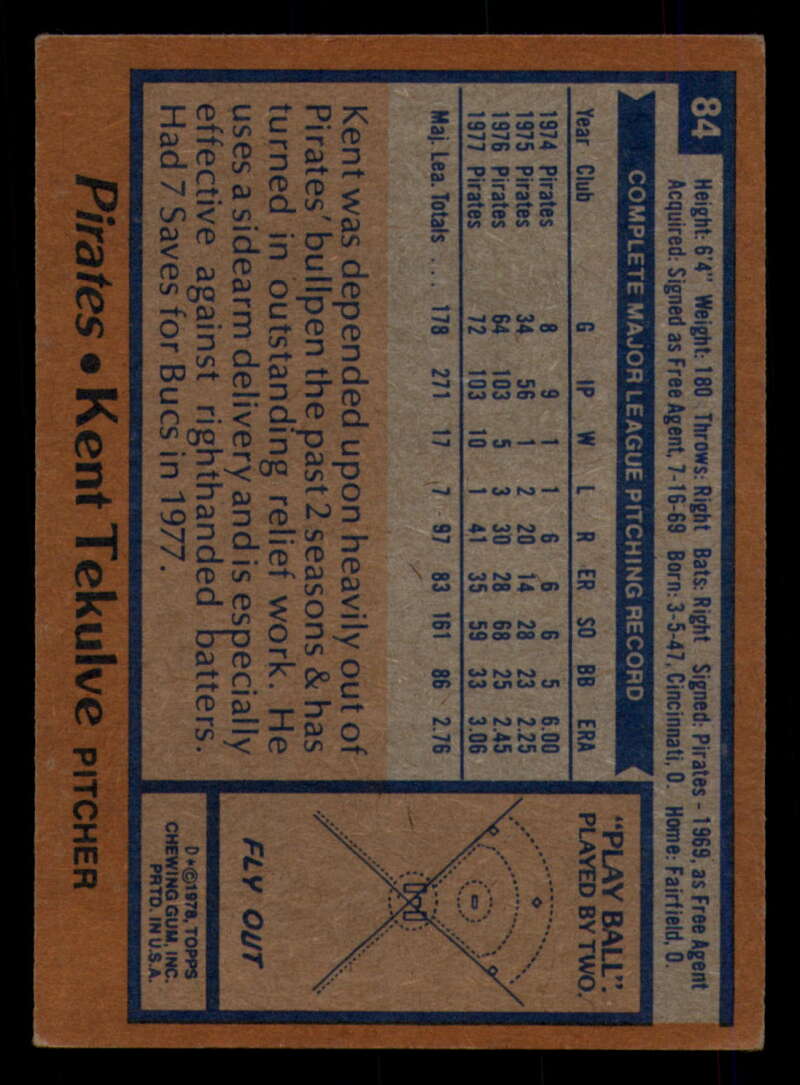 84
Height: 6'4" Weight: 180 Throws: Right Bats: Right Signed: Pirates - 1969, as Free Agent
Acquired: Signed as Free Agent, 7-16-69 Born: 3-5-47, Cincinnati, O. Home: Fairfield, O.
COMPLETE MAJOR LEAGUE PITCHING RECORD
Year Club G IP W L R ER SO BB ERA
1974 Pirates 8 9 1 1 6 6 6 5 6.00
1975 Pirates 34 56 1 2 20 14 28 23 2.25
1976 Pirates 64 103 5 3 30 28 68 25 2.45
1977 Pirates 72 103 10 1 41 35 59 33 3.06
Maj. Lea. Totals ... 178 271 17 7 97 83 161 86 2.76
Kent was depended upon heavily out of
Pirates' bullpen the past 2 seasons & has
turned in outstanding relief work. He
uses a sidearm delivery and is especially
effective against righthanded batters.
Had 7 Saves for Bucs in 1977.
"PLAY BALL":
PLAYED BY TWO.
FLY OUT
D*©1978, TOPPS
CHEWING GUM, INC.
PRTD. IN U.S.A.
Pirates • Kent Tekulve PITCHER